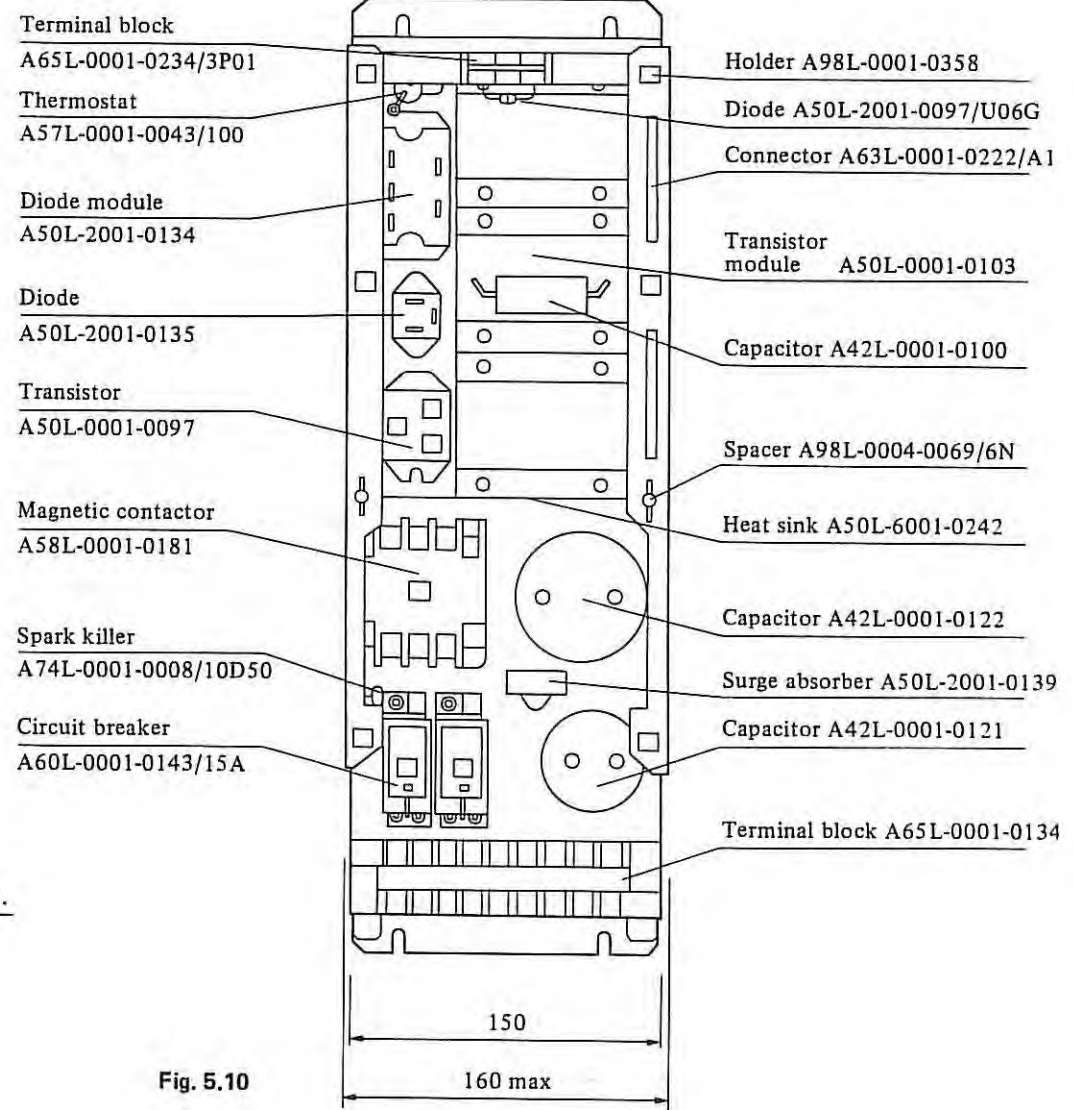 Terminal block
A65L-0001-0234/3P01
Thermostat
A57L-0001-0043/100
Diode module
A50L-2001-0134
Diode
A50L-2001-0135
Transistor
A50L-0001-0097
Magnetic contactor
A58L-0001-0181
Spark killer
A74L-0001-0008/10D50
Circuit breaker
A60L-0001-0143/15A
Holder A98L-0001-0358
Diode A50L-2001-0097/U06G
Connector A63L-0001-0222/A1
Transistor
module A50L-0001-0103
Capacitor A42L-0001-0100
Spacer A98L-0004-0069/6N
Heat sink A50L-6001-0242
Capacitor A42L-0001-0122
Surge absorber A50L-2001-0139
Capacitor A42L-0001-0121
Terminal block A65L-0001-0134
150
160 max
Fig. 5.10